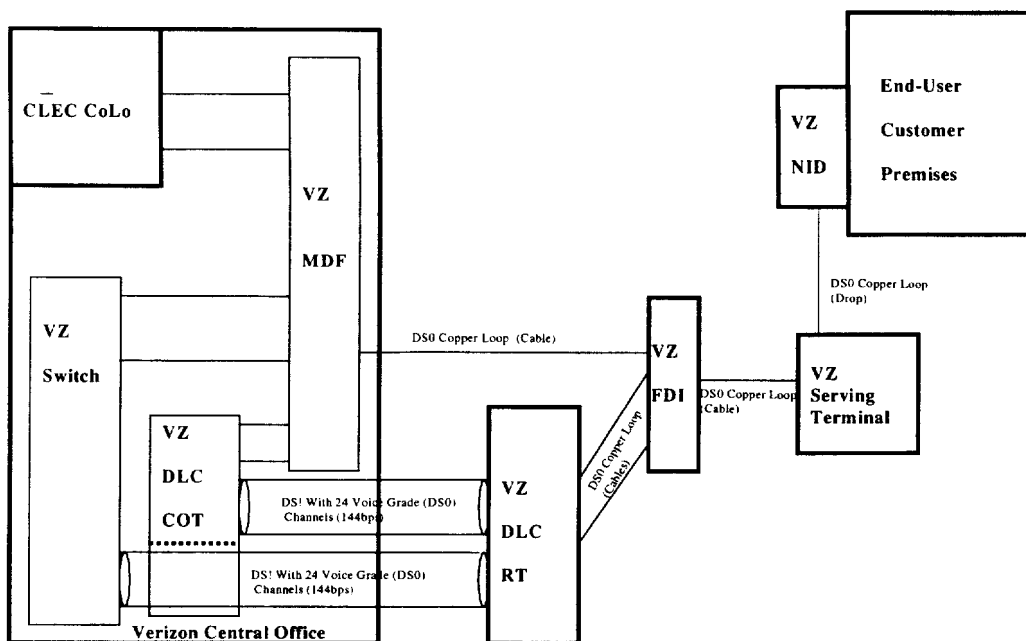 CLEC CoLo
VZ
MDF
VZ
Switch
VZ
DLC
COT
DS! With 24 Voice Grade (DS0)
Channels (144bps)
DS! With 24 Voice Grade (DS0)
Channels (144bps)
Verizon Central Office
DS0 Copper Loop (Cable)
VZ
DLC
RT
DS0 Copper Loop
(Cables)
VZ
FDI
DS0 Copper Loop
(Cable)
VZ
Serving
Terminal
DS0 Copper Loop
(Drop)
VZ
NID
End-User
Customer
Premises